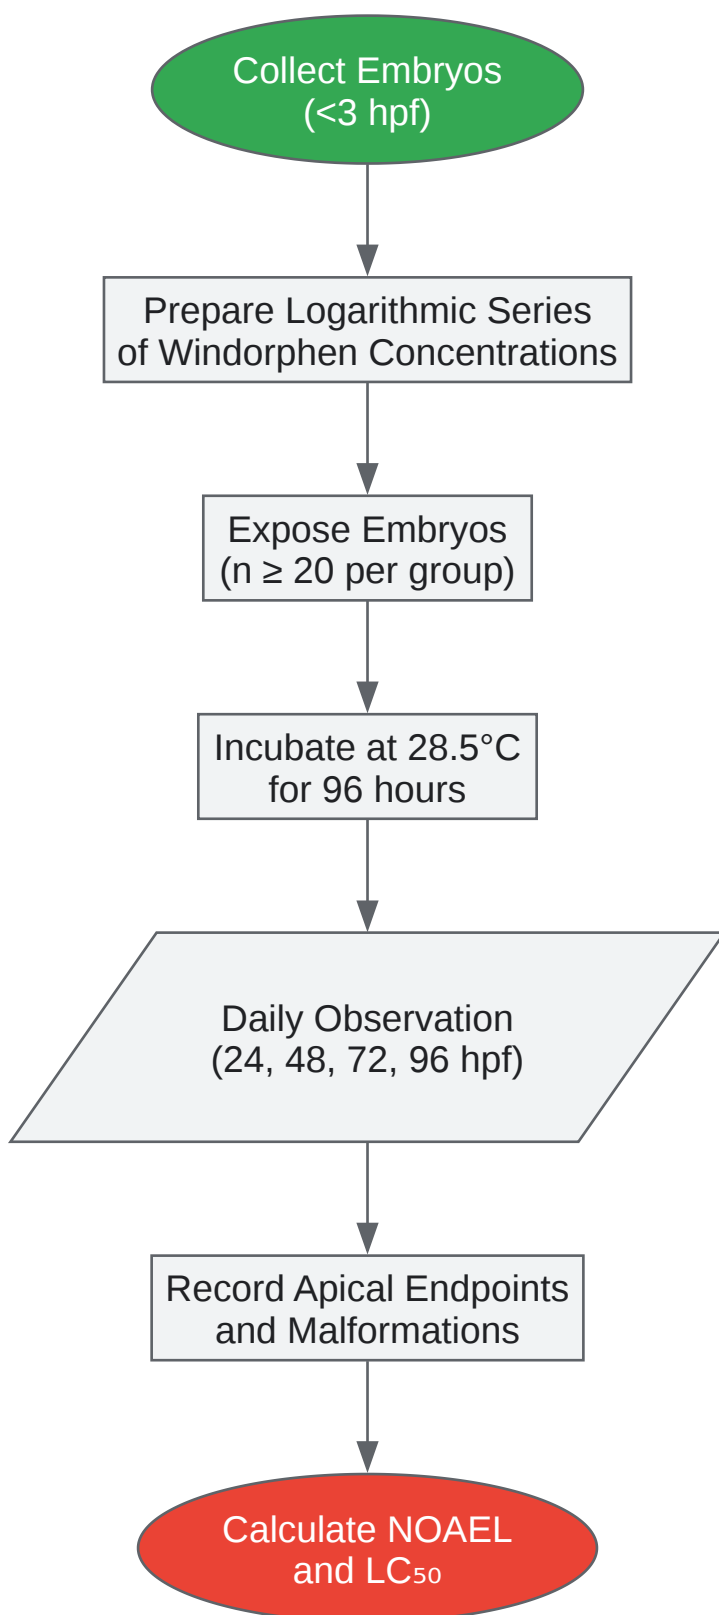 Collect Embryos
(<3 hpf)
Prepare Logarithmic Series
of Windorphen Concentrations
Expose Embryos
(n ≥ 20 per group)
Incubate at 28.5°C
for 96 hours
Daily Observation
(24, 48, 72, 96 hpf)
Record Apical Endpoints
and Malformations
Calculate NOAEL
and LC₅₀